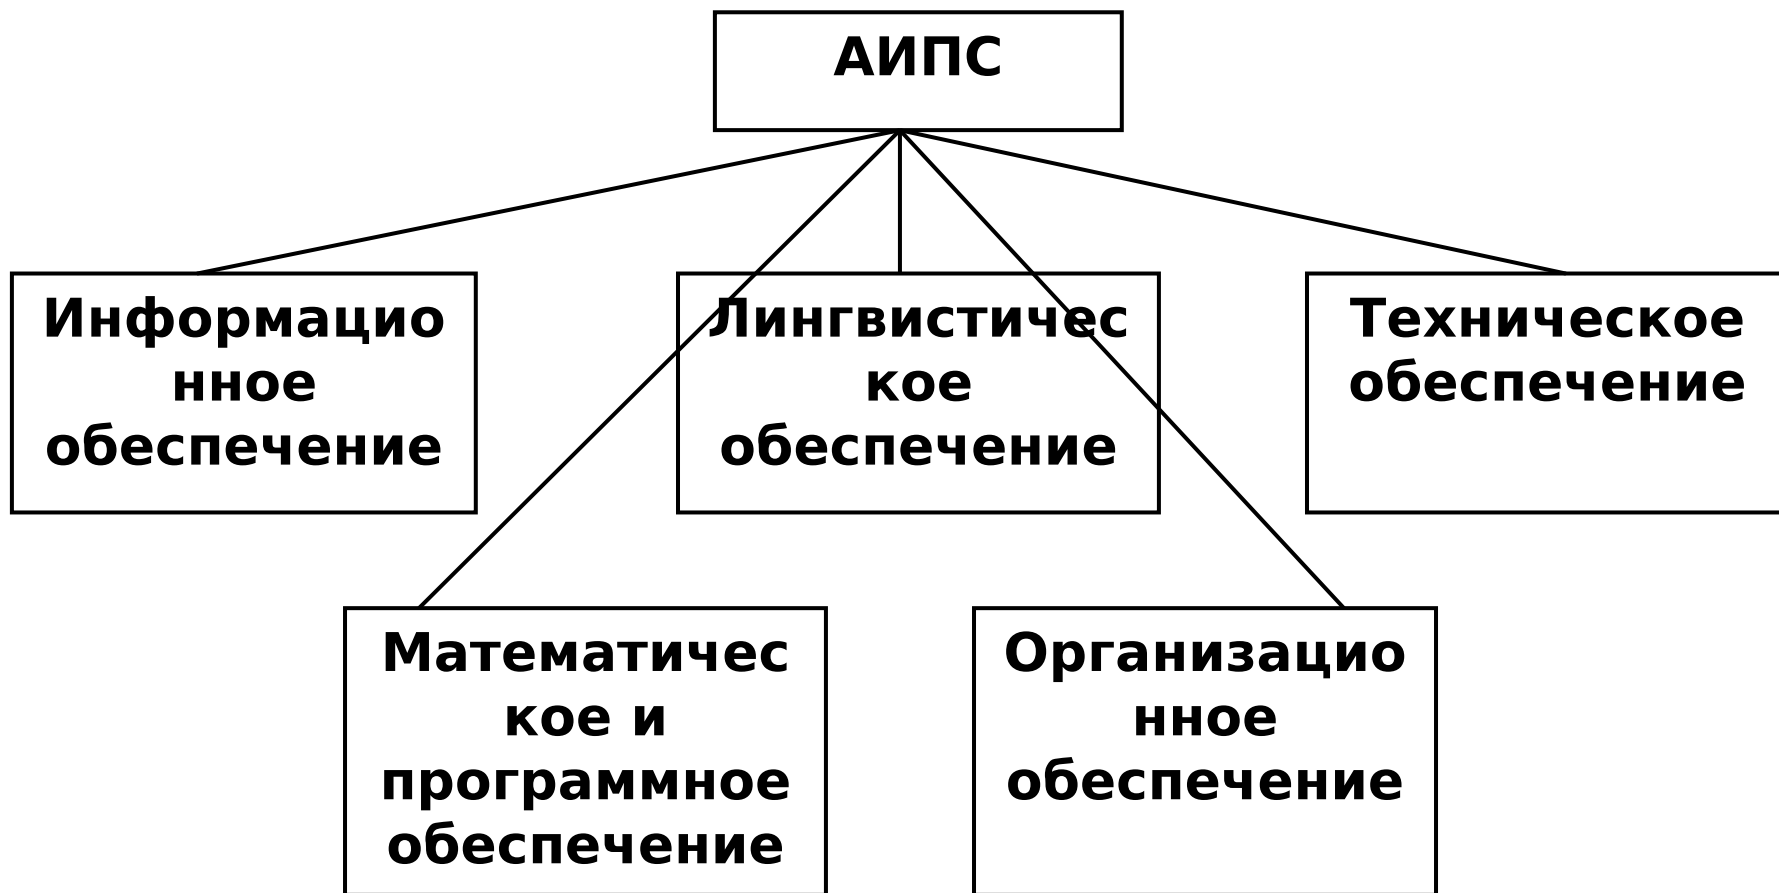 АИПС
Информацио
нное
обеспечение
Лингвистичес
кое
обеспечение
Техническое
обеспечение
Математичес
кое и
программное
обеспечение
Организацио
нное
обеспечение